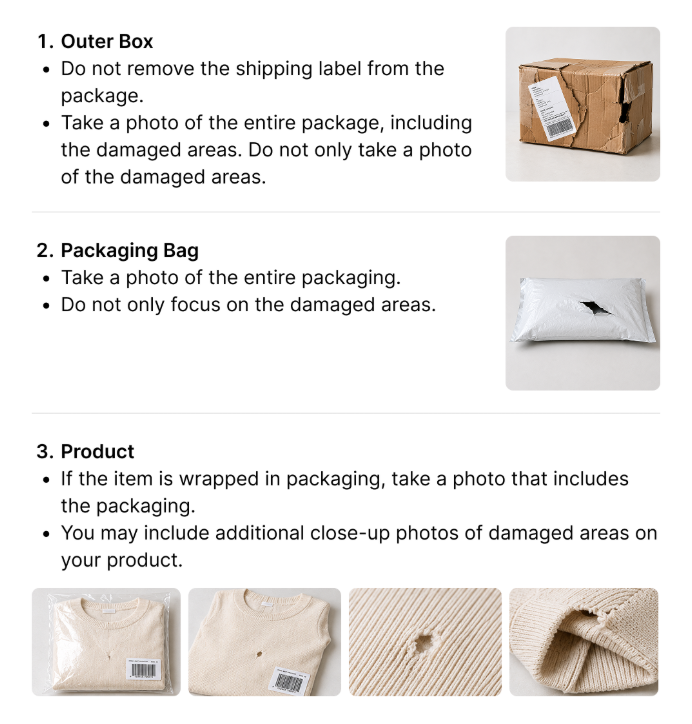 1. Outer Box
• Do not remove the shipping label from the
package.
• Take a photo of the entire package, including
the damaged areas. Do not only take a photo
of the damaged areas.
2. Packaging Bag
• Take a photo of the entire packaging.
• Do not only focus on the damaged areas.
3. Product
• If the item is wrapped in packaging, take a photo that includes
the packaging.
• You may include additional close-up photos of damaged areas on
your product.